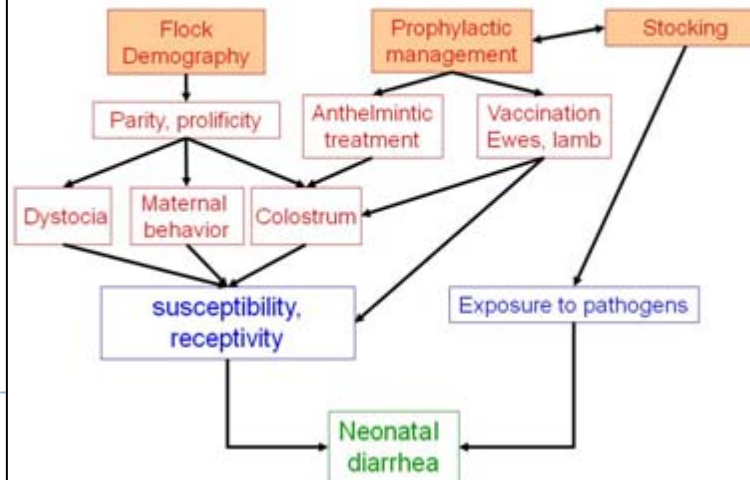 Flock
Demography
Prophylactic
management
Stocking
Parity, prolificity
Anthelmintic
treatment
Vaccination
Ewes, lamb
Dystocia
Maternal
behavior
Colostrum
susceptibility,
receptivity
Exposure to pathogens
Neonatal
diarrhea